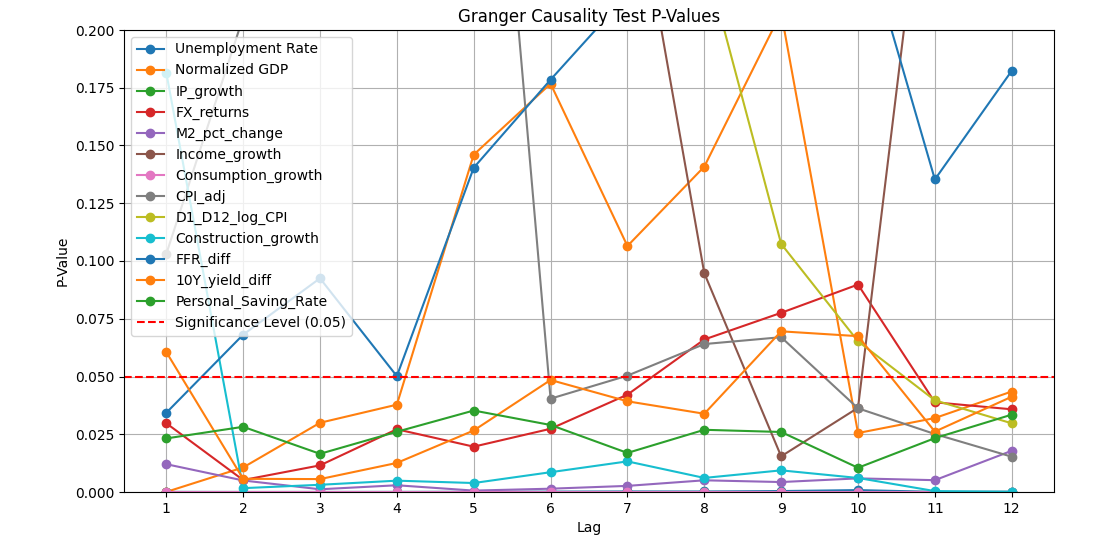 Granger Causality Test P-Values
0.200
0.175
0.150
0.125
0.100
0.075
0.050
0.025
0.000
P-Value
Unemployment Rate
Normalized GDP
IP_growth
FX_returns
M2_pct_change
Income_growth
Consumption_growth
CPI_adj
D1_D12_log_CPI
Construction_growth
FFR_diff
10Y_yield_diff
Personal_Saving_Rate
Significance Level (0.05)
1 2 3 4 5 6 7 8 9 10 11 12
Lag